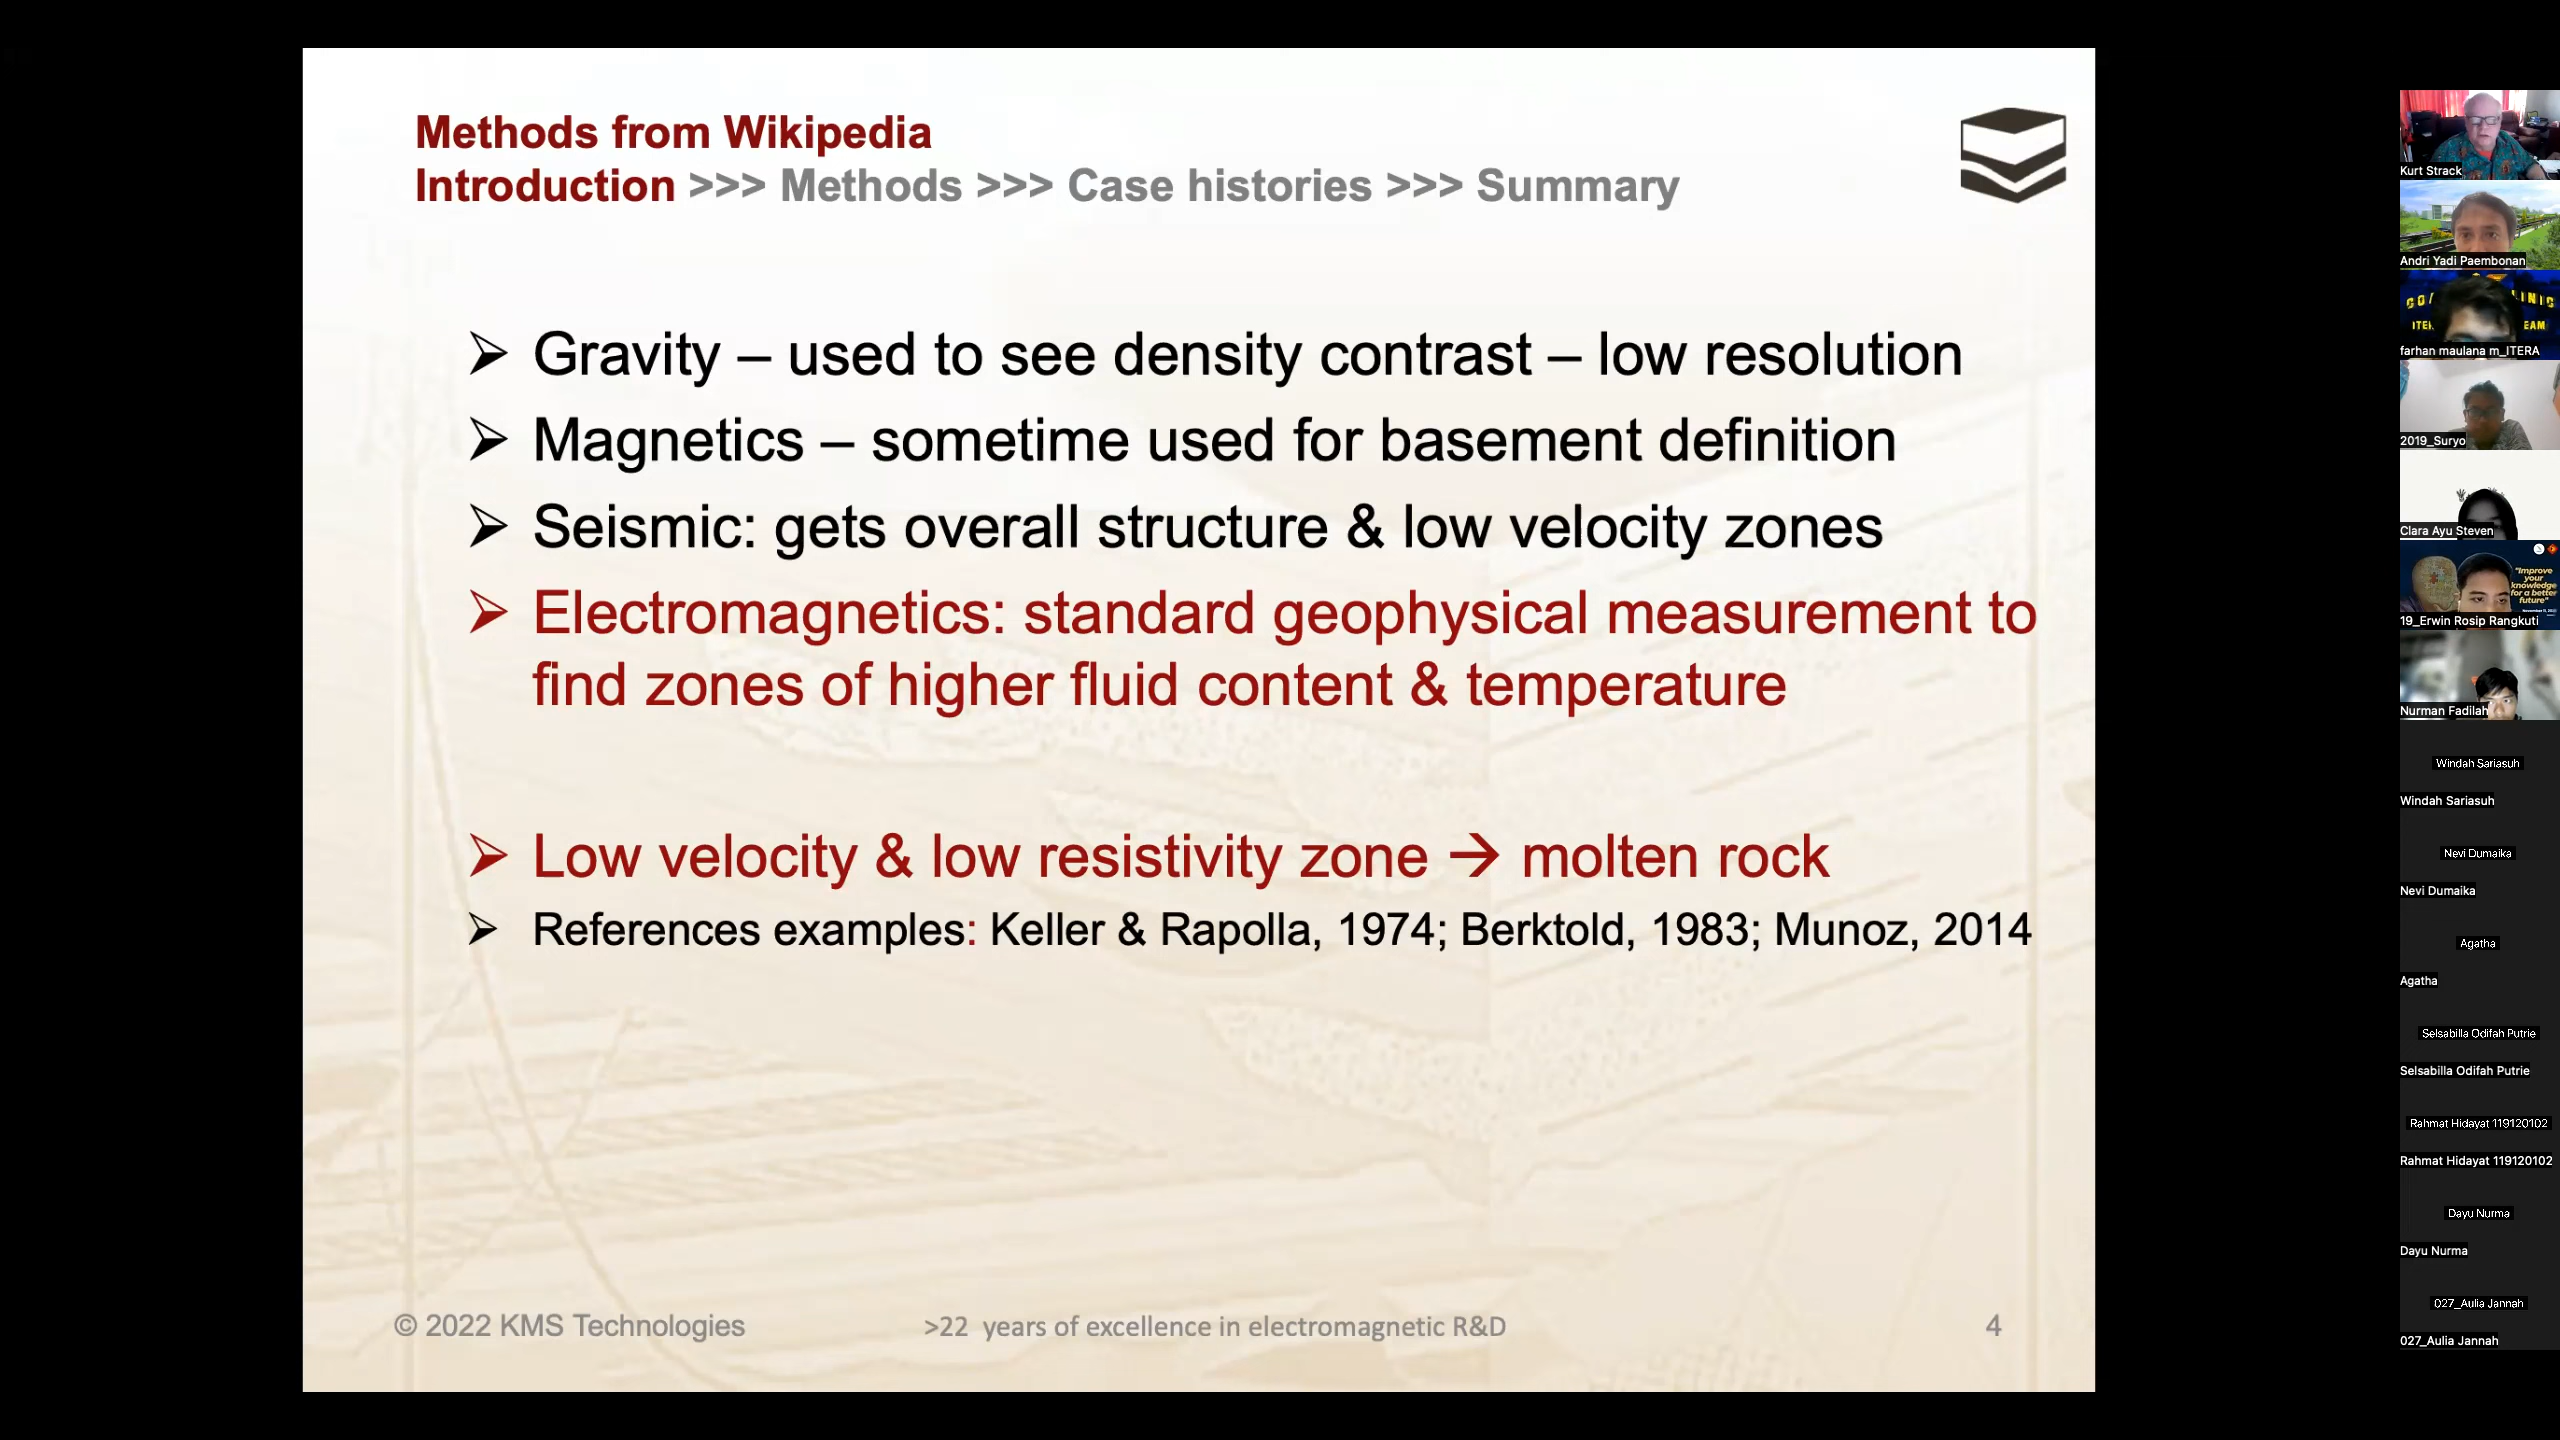 Methods from Wikipedia
Introduction >>> Methods >>> Case histories >>> Summary
➢ Gravity – used to see density contrast – low resolution
➢ Magnetics – sometime used for basement definition
➢ Seismic: gets overall structure & low velocity zones
➢ Electromagnetics: standard geophysical measurement to
find zones of higher fluid content & temperature
➢ Low velocity & low resistivity zone → molten rock
➢ References examples: Keller & Rapolla, 1974; Berktold, 1983; Munoz, 2014
© 2022 KMS Technologies
>22 years of excellence in electromagnetic R&D
4
Kurt Strack
Andri Yadi Paembonan
farhan maulana m_ITERA
2019_Suryo
Clara Ayu Steven
"Improve
your
knowledge
for a better
future"
19_Erwin Rosip Rangkuti
Nurman Fadilah
Windah Sariasuh
Windah Sariasuh
Nevi Dumaika
Nevi Dumaika
Agatha
Agatha
Selsabilla Odifah Putrie
Selsabilla Odifah Putrie
Rahmat Hidayat 119120102
Rahmat Hidayat 119120102
Dayu Nurma
Dayu Nurma
027_Aulia Jannah
027_Aulia Jannah